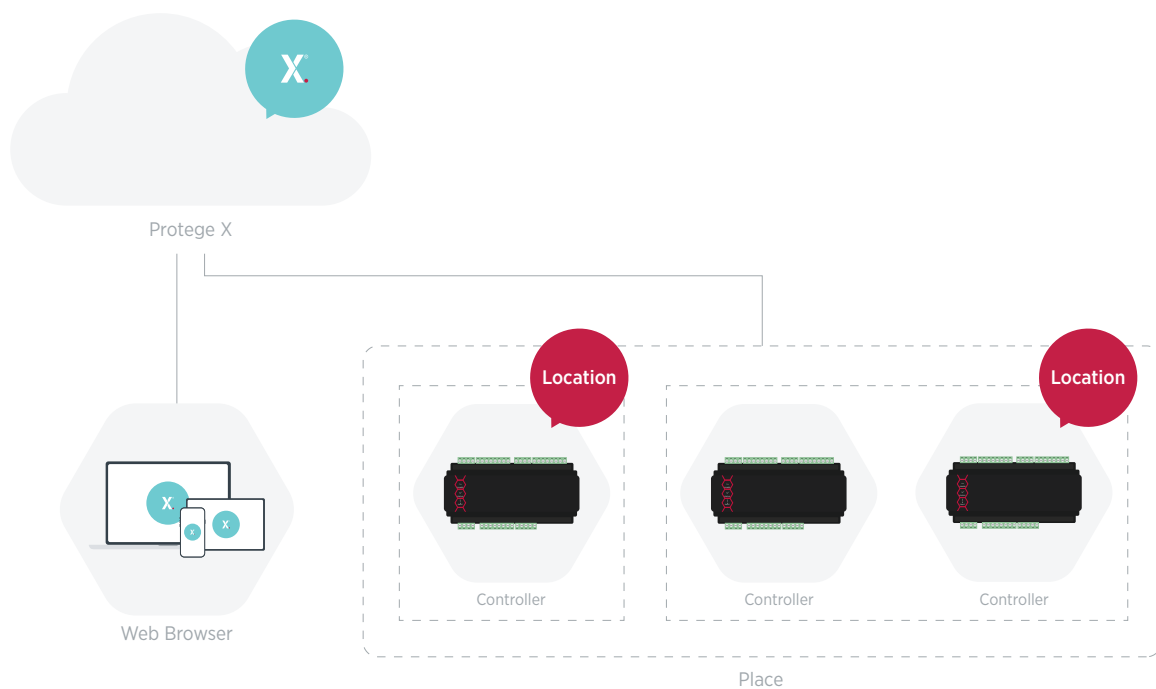 X
Protege X
Location
Location
X
X
X
Controller
Controller
Controller
Web Browser
Place